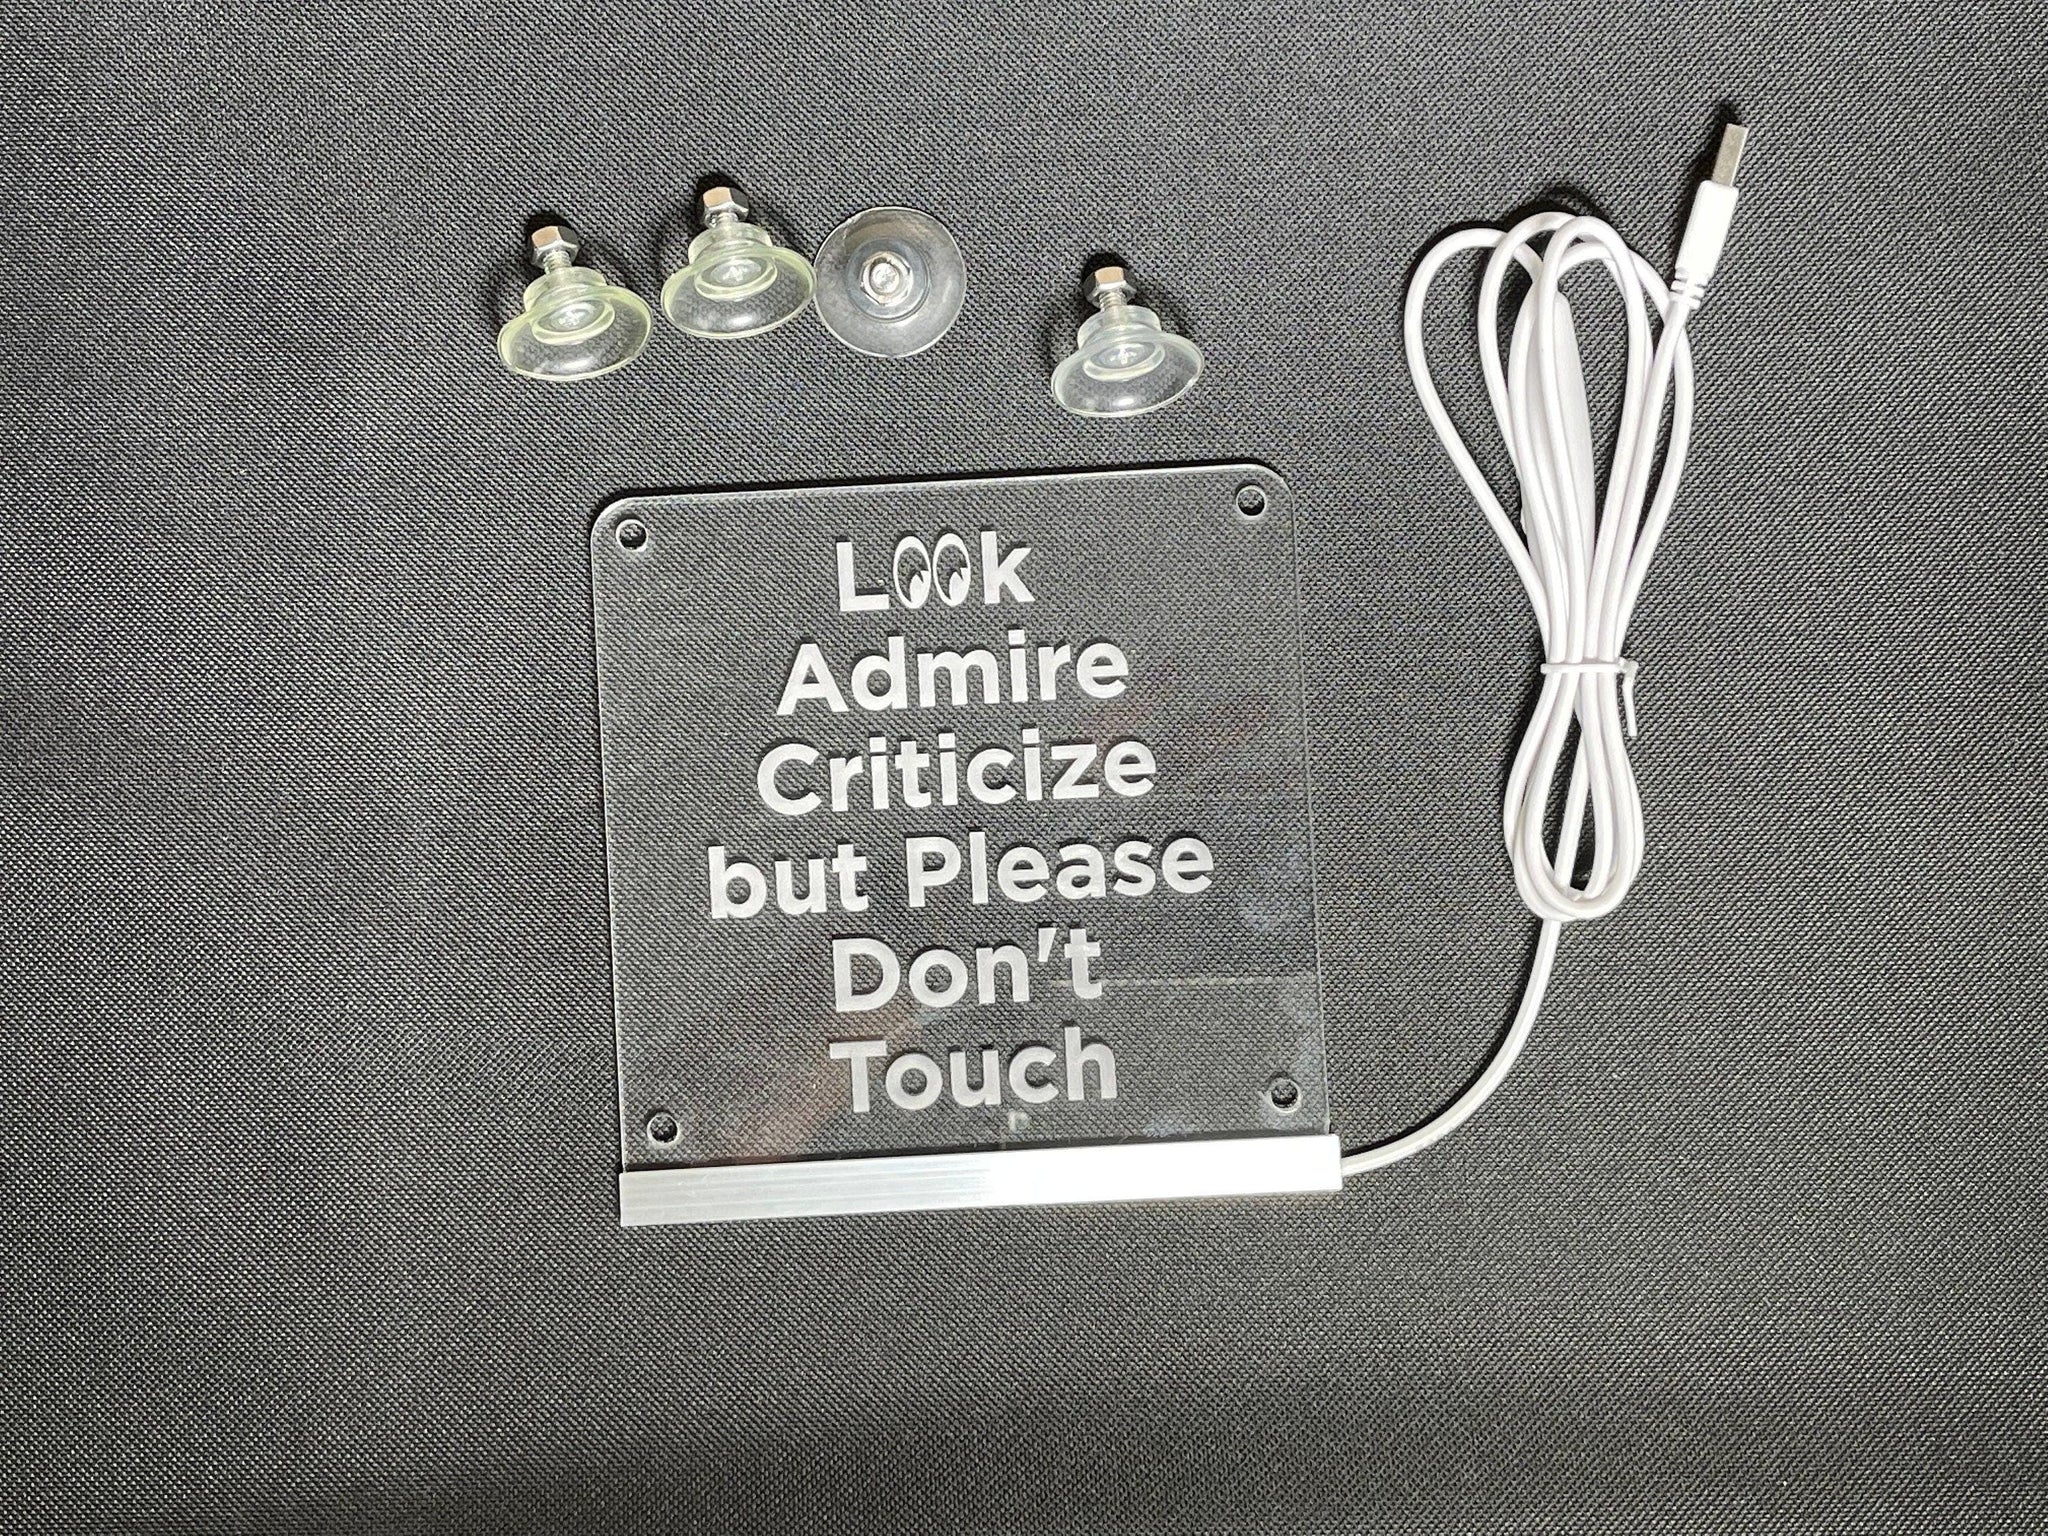 Look
Admire
Criticize
but Please
Don't
Touch